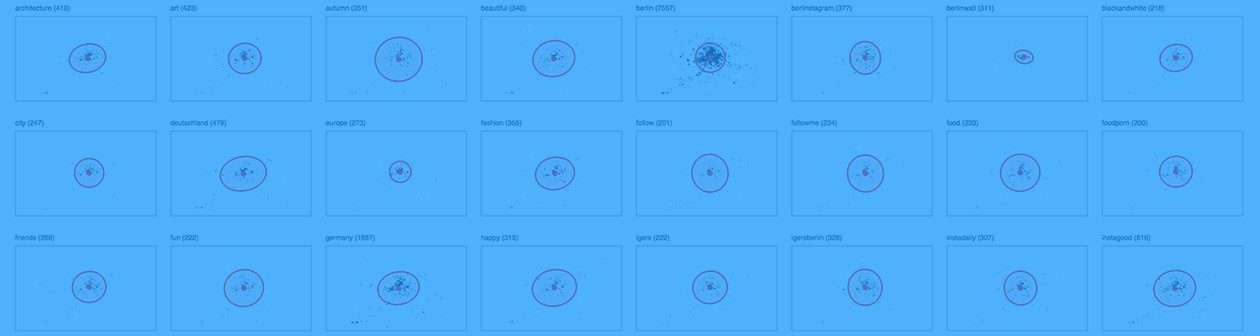 architecture (410)
art (423)
autumn (351)
beautiful (340)
berlin (7557)
berlinstagram (377)
berlinwall (311)
blackandwhite (218)
city (247)
deutschland (479)
europe (273)
fashion (355)
follow (201)
followme (234)
food (230)
foodporn (200)
friends (269)
fun (222)
germany (1887)
happy (315)
igers (222)
igersberlin (328)
instadaily (307)
instagood (616)